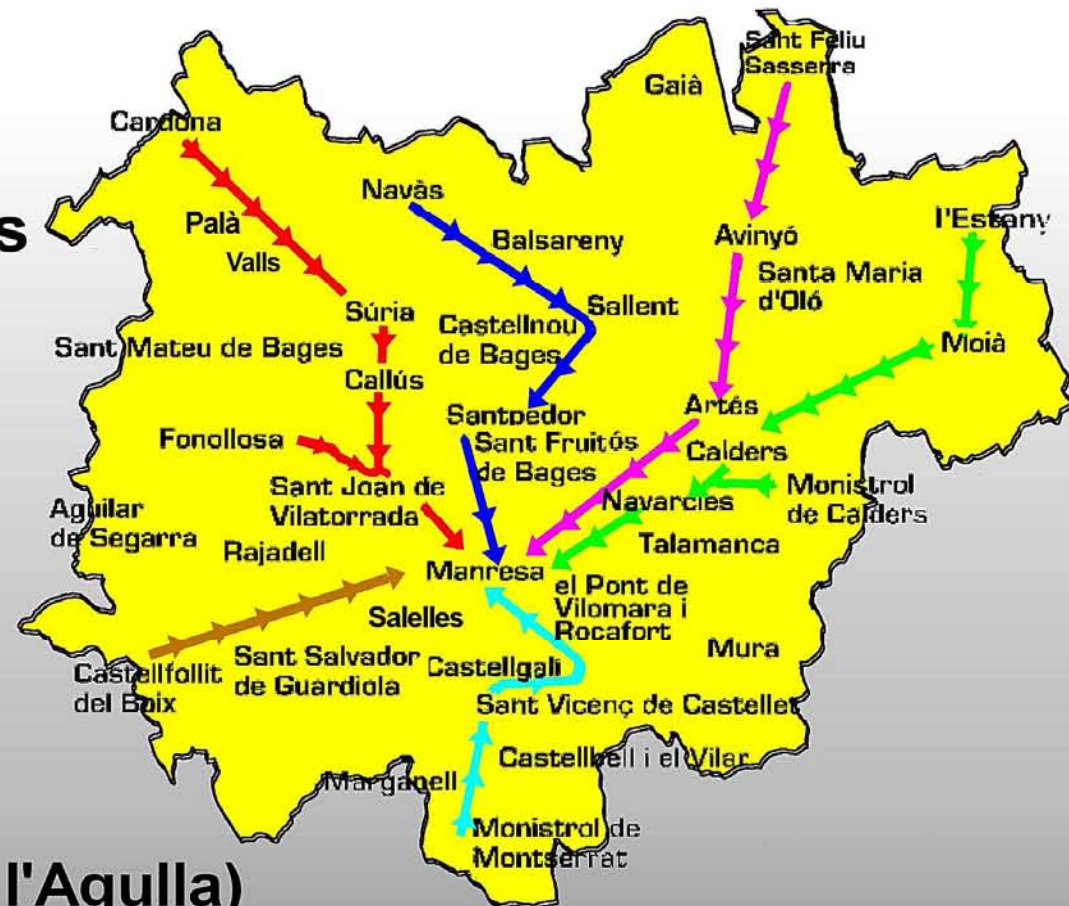 Sant Feliu
Sasserra
Gaià
Cardona
Navàs
s
Palà
Balsareny
Avinyó
l'Estany
Valls
Santa Maria
d'Oló
Sallent
Súria
Castellnou
de Bages
Sant Mateu de Bages
Moià
Callús
Santpedor
Artés
Fonollosa
Sant Fruitós
de Bages
Calders
Sant Joan de
Vilatorrada
Navarcles
Monistrol
de Calders
Aguilar
de Segarra
Rajadell
Talamanca
Manresa
el Pont de
Vilomara i
Rocafort
Salelles
Mura
Castellfollit
del Boix
Sant Salvador
de Guardiola
Castellgalí
Sant Vicenç de Castellet
Castellbell i el Vilar
Marganell
Monistrol de
Montserrat
l'Agulla)